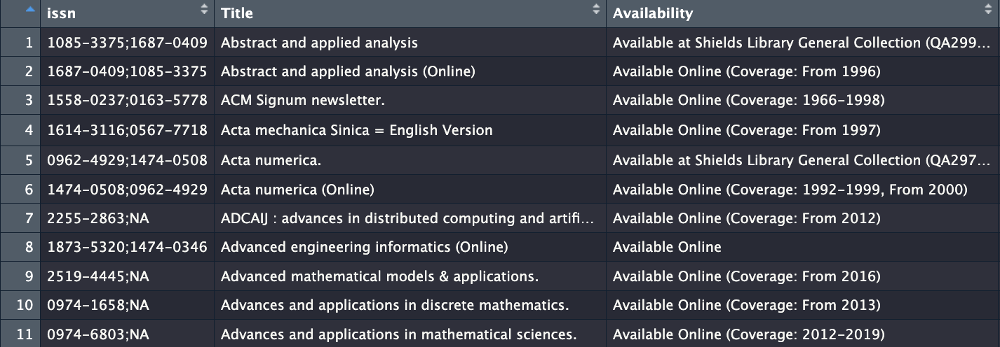 issn Title Availability
1 1085-3375;1687-0409 Abstract and applied analysis Available at Shields Library General Collection (QA299...
2 1687-0409;1085-3375 Abstract and applied analysis (Online) Available Online (Coverage: From 1996)
3 1558-0237;0163-5778 ACM Signum newsletter. Available Online (Coverage: 1966-1998)
4 1614-3116;0567-7718 Acta mechanica Sinica = English Version Available Online (Coverage: From 1997)
5 0962-4929;1474-0508 Acta numerica. Available at Shields Library General Collection (QA297...
6 1474-0508;0962-4929 Acta numerica (Online) Available Online (Coverage: 1992-1999, From 2000)
7 2255-2863;NA ADCAIJ : advances in distributed computing and artifi... Available Online (Coverage: From 2012)
8 1873-5320;1474-0346 Advanced engineering informatics (Online) Available Online
9 2519-4445;NA Advanced mathematical models & applications. Available Online (Coverage: From 2016)
10 0974-1658;NA Advances and applications in discrete mathematics. Available Online (Coverage: From 2013)
11 0974-6803;NA Advances and applications in mathematical sciences. Available Online (Coverage: 2012-2019)